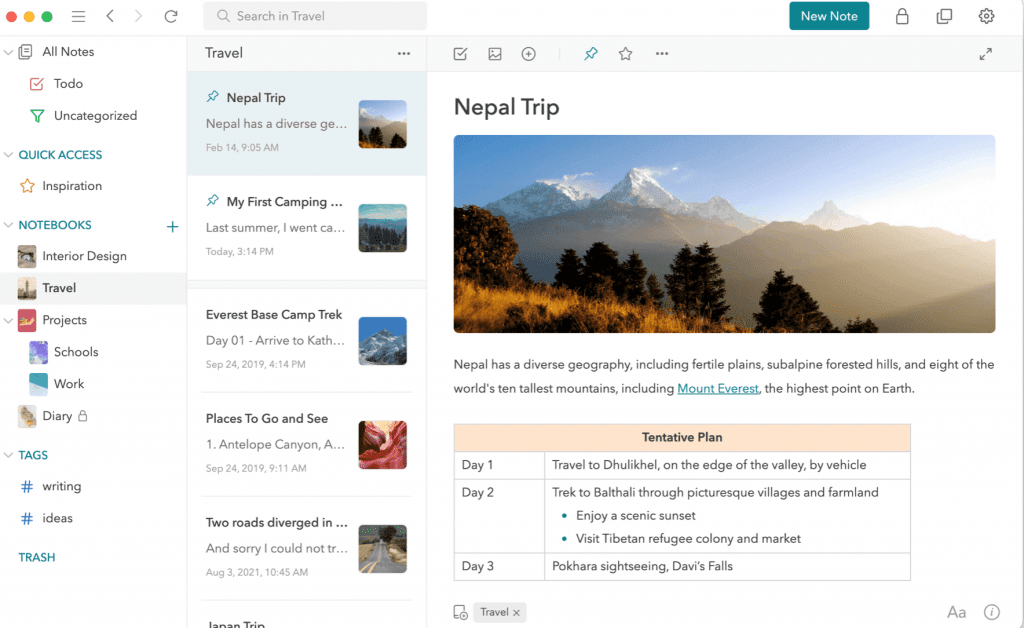 Search in Travel
New Note
All Notes
Todo
Uncategorized
QUICK ACCESS
Inspiration
NOTEBOOKS
Interior Design
Travel
Projects
Schools
Work
Diary
TAGS
# writing
# ideas
TRASH
Travel
Nepal Trip
Nepal has a diverse ge...
Feb 14, 9:05 AM
My First Camping ...
Last summer, I went ca...
Today, 3:14 PM
Everest Base Camp Trek
Day 01 - Arrive to Kath...
Sep 24, 2019, 4:14 PM
Places To Go and See
1. Antelope Canyon, A...
Sep 24, 2019, 9:11 AM
Two roads diverged in ...
And sorry I could not tr...
Aug 3, 2021, 10:45 AM
Japan Trip
Nepal Trip
Nepal has a diverse geography, including fertile plains, subalpine forested hills, and eight of the
world's ten tallest mountains, including Mount Everest, the highest point on Earth.
Tentative Plan
Day 1 Travel to Dhulikhel, on the edge of the valley, by vehicle
Day 2 Trek to Balthali through picturesque villages and farmland
• Enjoy a scenic sunset
• Visit Tibetan refugee colony and market
Day 3 Pokhara sightseeing, Davi's Falls
Travel ×
Aa